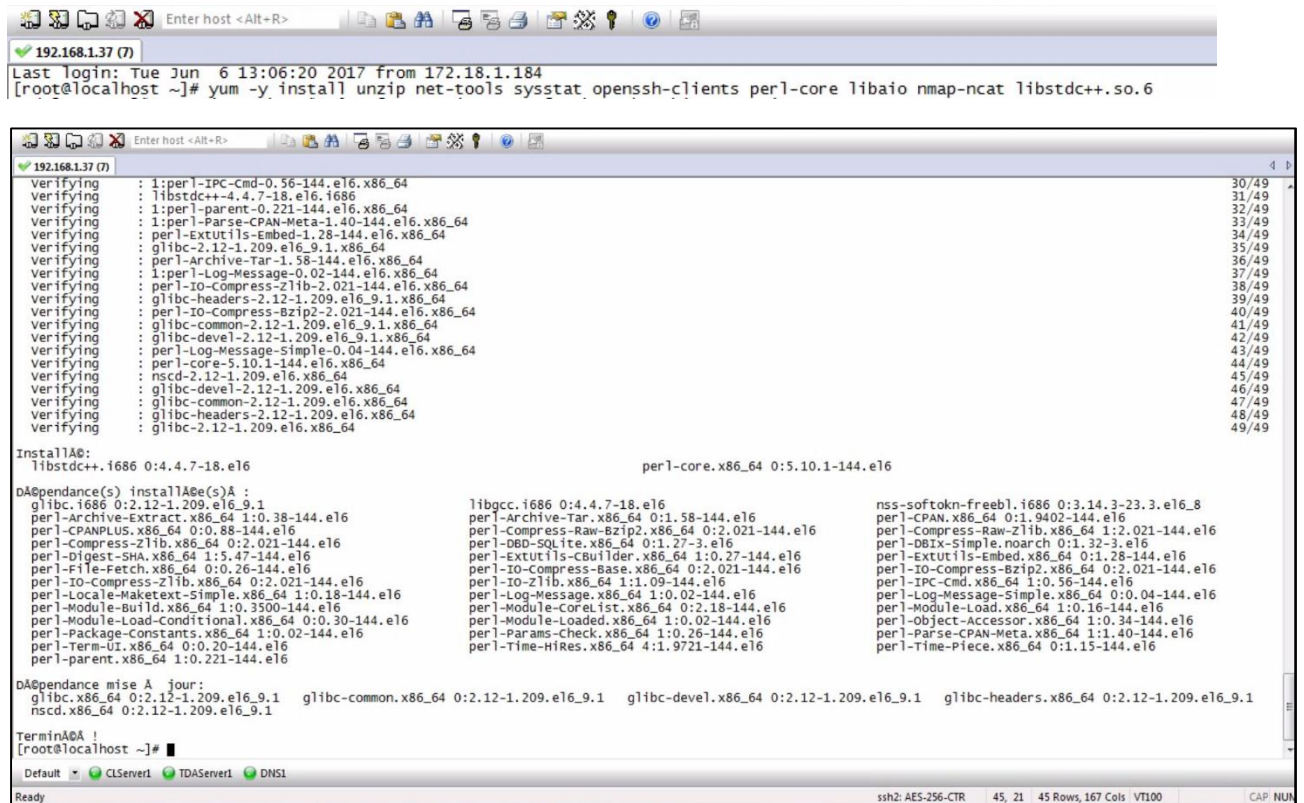 Enter host <Alt+R>
192.168.1.37 (7)
Last login: Tue Jun  6 13:06:20 2017 from 172.18.1.184
[root@localhost ~]# yum -y install unzip net-tools sysstat openssh-clients perl-core libaio nmap-ncat libstdc++.so.6
Enter host <Alt+R>
192.168.1.37 (7)
Verifying : 1:perl-IPC-Cmd-0.56-144.el6.x86_64 30/49
Verifying : libstdc++-4.4.7-18.el6.i686 31/49
Verifying : 1:perl-parent-0.221-144.el6.x86_64 32/49
Verifying : 1:perl-Parse-CPAN-Meta-1.40-144.el6.x86_64 33/49
Verifying : perl-ExtUtils-Embed-1.28-144.el6.x86_64 34/49
Verifying : glibc-2.12-1.209.el6_9.1.x86_64 35/49
Verifying : perl-Archive-Tar-1.58-144.el6.x86_64 36/49
Verifying : 1:perl-Log-Message-0.02-144.el6.x86_64 37/49
Verifying : perl-IO-Compress-Zlib-2.021-144.el6.x86_64 38/49
Verifying : glibc-headers-2.12-1.209.el6_9.1.x86_64 39/49
Verifying : perl-IO-Compress-Bzip2-2.021-144.el6.x86_64 40/49
Verifying : glibc-common-2.12-1.209.el6_9.1.x86_64 41/49
Verifying : glibc-devel-2.12-1.209.el6_9.1.x86_64 42/49
Verifying : perl-Log-Message-Simple-0.04-144.el6.x86_64 43/49
Verifying : perl-core-5.10.1-144.el6.x86_64 44/49
Verifying : nscd-2.12-1.209.el6.x86_64 45/49
Verifying : glibc-devel-2.12-1.209.el6.x86_64 46/49
Verifying : glibc-common-2.12-1.209.el6.x86_64 47/49
Verifying : glibc-headers-2.12-1.209.el6.x86_64 48/49
Verifying : glibc-2.12-1.209.el6.x86_64 49/49
InstallÃ©:
libstdc++.i686 0:4.4.7-18.el6 perl-core.x86_64 0:5.10.1-144.el6
DÃ©pendance(s) installÃ©e(s)Â :
glibc.i686 0:2.12-1.209.el6_9.1 libgcc.i686 0:4.4.7-18.el6 nss-softokn-freebl.i686 0:3.14.3-23.3.el6_8
perl-Archive-Extract.x86_64 1:0.38-144.el6 perl-Archive-Tar.x86_64 0:1.58-144.el6 perl-CPAN.x86_64 0:1.9402-144.el6
perl-CPANPLUS.x86_64 0:0.88-144.el6 perl-Compress-Raw-Bzip2.x86_64 0:2.021-144.el6 perl-Compress-Raw-Zlib.x86_64 1:2.021-144.el6
perl-Compress-Zlib.x86_64 0:2.021-144.el6 perl-DBD-SQLite.x86_64 0:1.27-3.el6 perl-DBIx-Simple.noarch 0:1.32-3.el6
perl-Digest-SHA.x86_64 1:5.47-144.el6 perl-ExtUtils-CBuilder.x86_64 1:0.27-144.el6 perl-ExtUtils-Embed.x86_64 0:1.28-144.el6
perl-File-Fetch.x86_64 0:0.26-144.el6 perl-IO-Compress-Base.x86_64 0:2.021-144.el6 perl-IO-Compress-Bzip2.x86_64 0:2.021-144.el6
perl-IO-Compress-Zlib.x86_64 0:2.021-144.el6 perl-IO-Zlib.x86_64 1:1.09-144.el6 perl-IPC-Cmd.x86_64 1:0.56-144.el6
perl-Locale-Maketext-Simple.x86_64 1:0.18-144.el6 perl-Log-Message.x86_64 1:0.02-144.el6 perl-Log-Message-Simple.x86_64 0:0.04-144.el6
perl-Module-Build.x86_64 1:0.3500-144.el6 perl-Module-CoreList.x86_64 0:2.18-144.el6 perl-Module-Load.x86_64 1:0.16-144.el6
perl-Module-Load-Conditional.x86_64 0:0.30-144.el6 perl-Module-Loaded.x86_64 1:0.02-144.el6 perl-Object-Accessor.x86_64 1:0.34-144.el6
perl-Package-Constants.x86_64 1:0.02-144.el6 perl-Params-Check.x86_64 1:0.26-144.el6 perl-Parse-CPAN-Meta.x86_64 1:1.40-144.el6
perl-Term-UI.x86_64 0:0.20-144.el6 perl-Time-HiRes.x86_64 4:1.9721-144.el6 perl-Time-Piece.x86_64 0:1.15-144.el6
perl-parent.x86_64 1:0.221-144.el6
DÃ©pendance mise Ã  jour:
glibc.x86_64 0:2.12-1.209.el6_9.1 glibc-common.x86_64 0:2.12-1.209.el6_9.1 glibc-devel.x86_64 0:2.12-1.209.el6_9.1 glibc-headers.x86_64 0:2.12-1.209.el6_9.1
nscd.x86_64 0:2.12-1.209.el6_9.1
TerminÃ©Â !
[root@localhost ~]#
Default CLServer1 TDAServer1 DNS1
Ready ssh2: AES-256-CTR 45, 21 45 Rows, 167 Cols VT100 CAP NUM